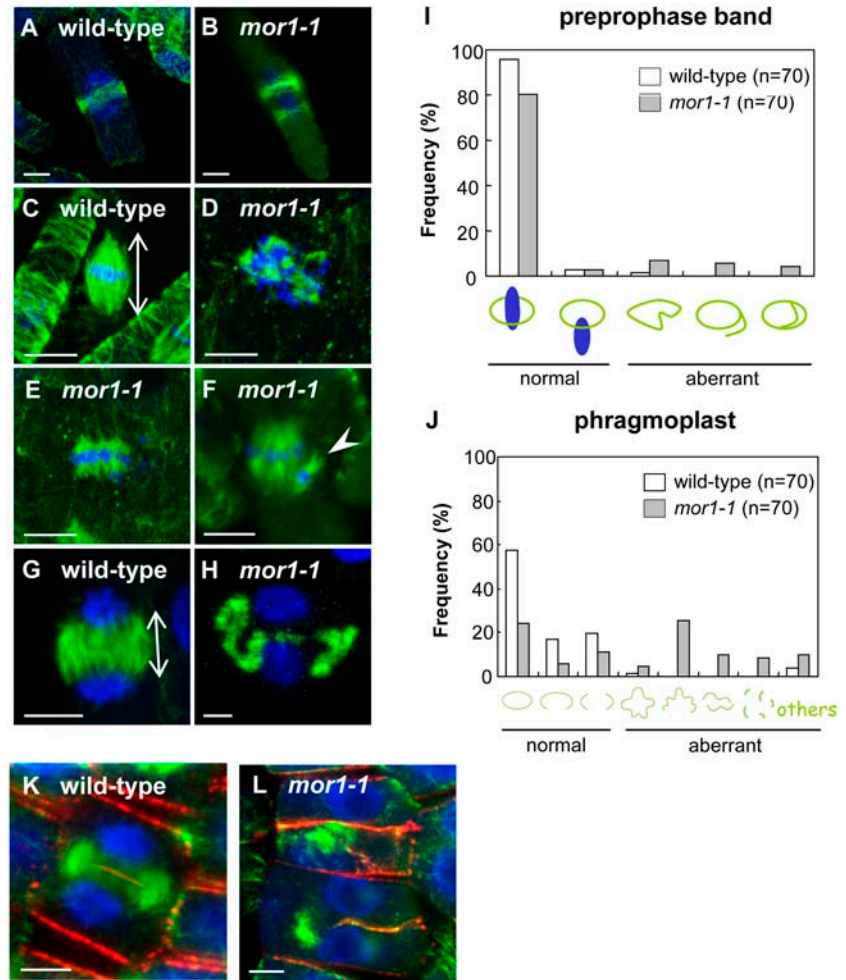 A wild-type
B mor1-1
C wild-type
D mor1-1
E mor1-1
F mor1-1
G wild-type
H mor1-1
I preprophase band
Frequency (%)
100
80
60
40
20
0
wild-type (n=70)
mor1-1 (n=70)
normal
aberrant
J phragmoplast
Frequency (%)
100
80
60
40
20
0
wild-type (n=70)
mor1-1 (n=70)
others
normal
aberrant
K wild-type
L mor1-1